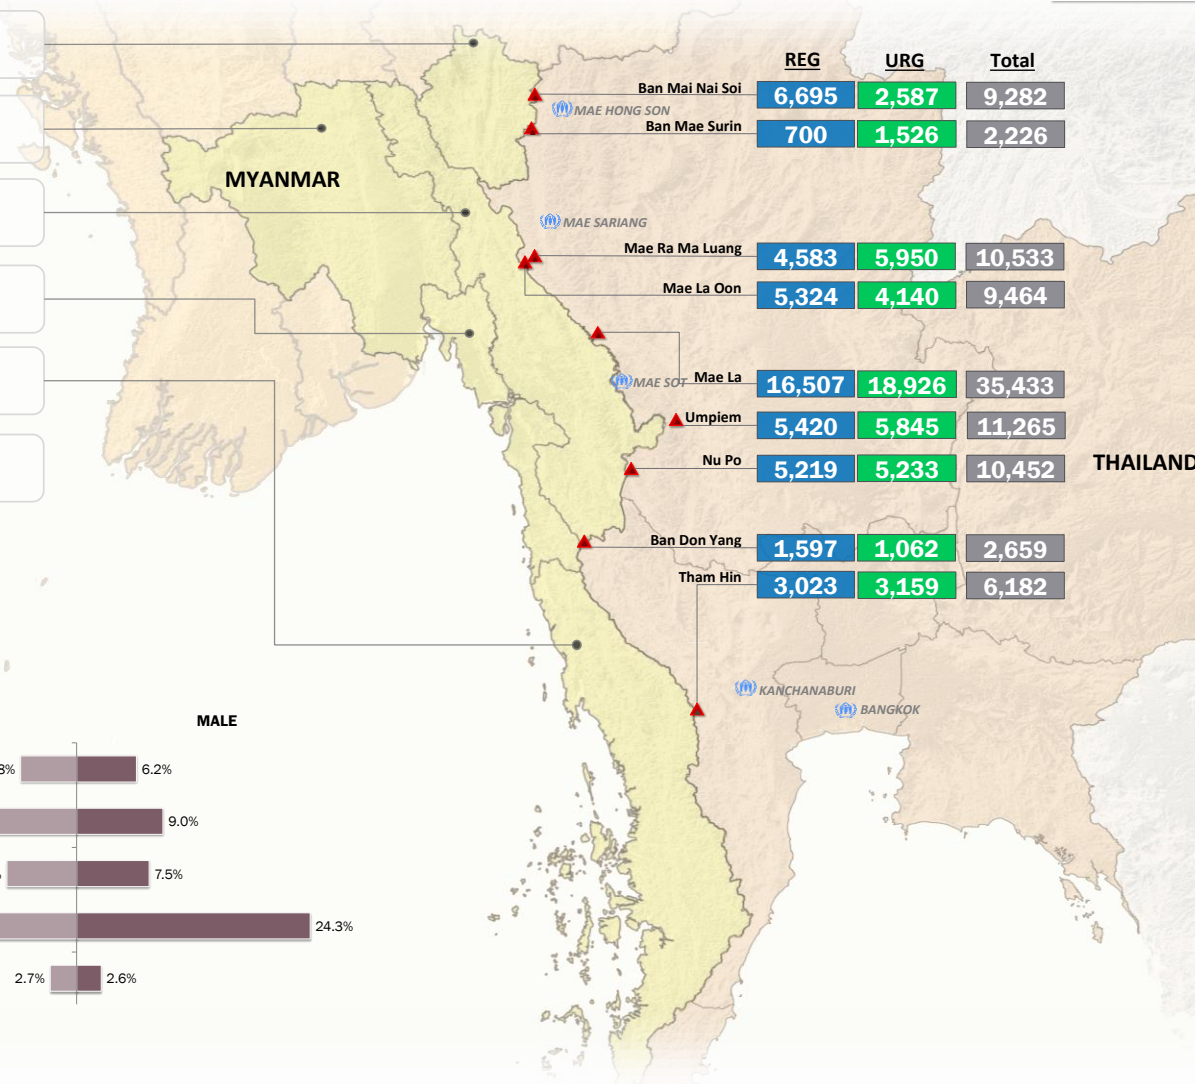 REG URG Total
Ban Mai Nai Soi 6,695 2,587 9,282
MAE HONG SON
Ban Mae Surin 700 1,526 2,226
MYANMAR
MAE SARIANG
Mae Ra Ma Luang 4,583 5,950 10,533
Mae La Oon 5,324 4,140 9,464
MAE SOT
Mae La 16,507 18,926 35,433
Umpiem 5,420 5,845 11,265
Nu Po 5,219 5,233 10,452
THAILAND
Ban Don Yang 1,597 1,062 2,659
Tham Hin 3,023 3,159 6,182
KANCHANABURI
BANGKOK
MALE
8% 6.2%
9.0%
% 7.5%
24.3%
2.7% 2.6%